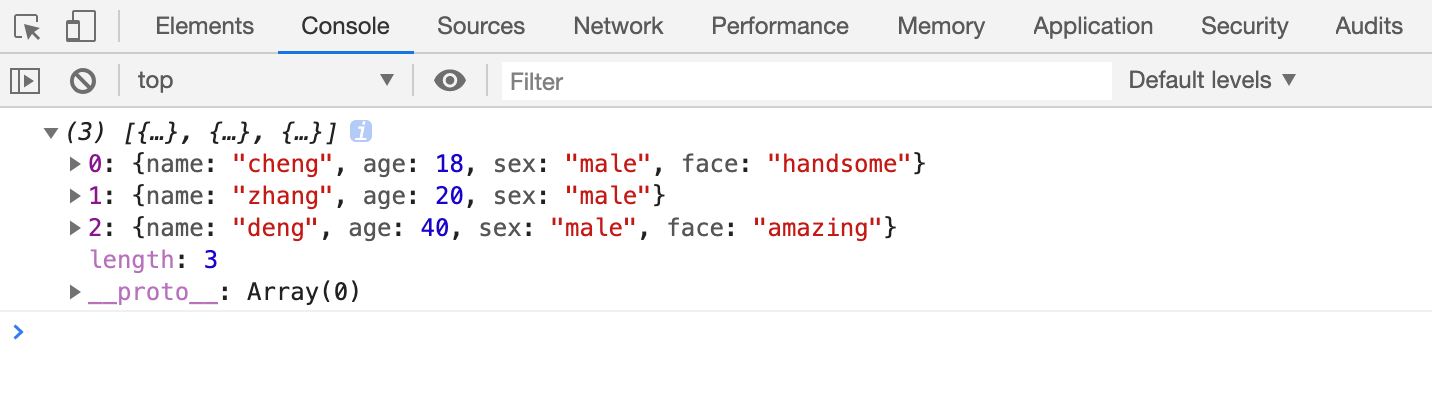 Elements Console Sources Network Performance Memory Application Security Audits
top Filter Default levels
(3) [{…}, {…}, {…}] i
0: {name: "cheng", age: 18, sex: "male", face: "handsome"}
1: {name: "zhang", age: 20, sex: "male"}
2: {name: "deng", age: 40, sex: "male", face: "amazing"}
length: 3
__proto__: Array(0)